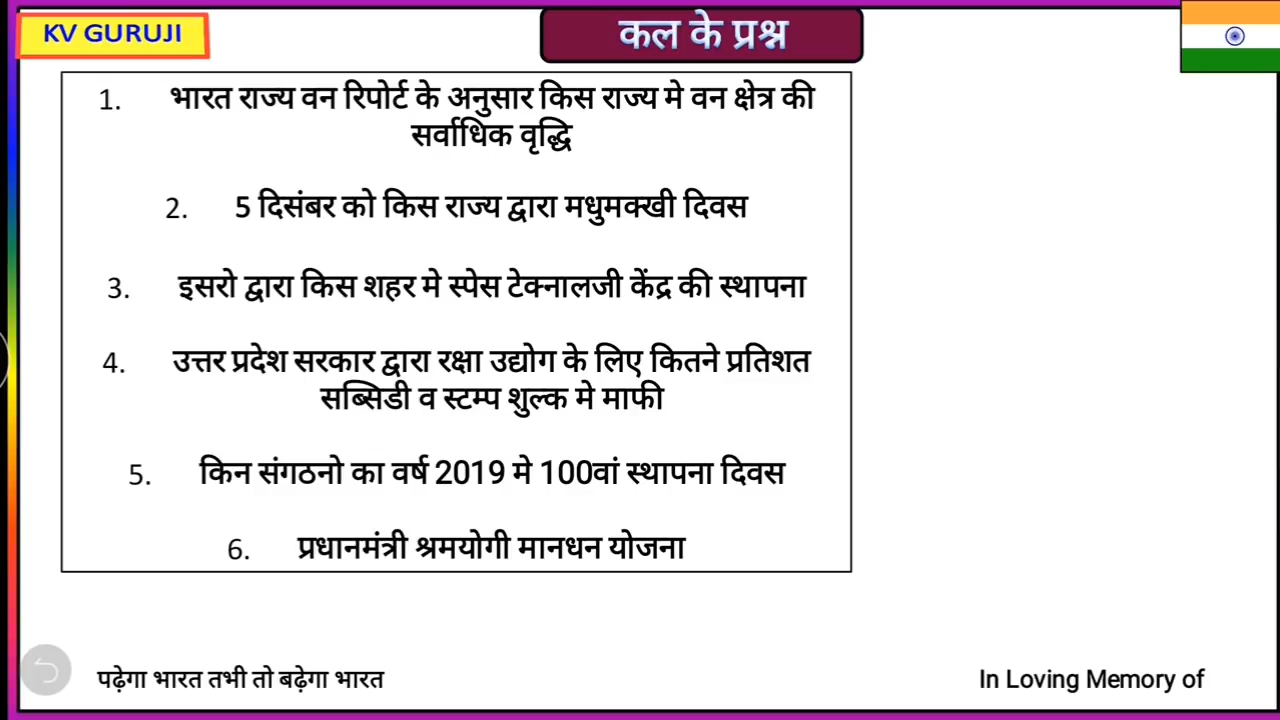 KV GURUJI
कल के प्रश्न
1. भारत राज्य वन रिपोर्ट के अनुसार किस राज्य मे वन क्षेत्र की
सर्वाधिक वृद्धि
2. 5 दिसंबर को किस राज्य द्वारा मधुमक्खी दिवस
3. इसरो द्वारा किस शहर मे स्पेस टेक्नालजी केंद्र की स्थापना
4. उत्तर प्रदेश सरकार द्वारा रक्षा उद्योग के लिए कितने प्रतिशत
सब्सिडी व स्टम्प शुल्क मे माफी
5. किन संगठनो का वर्ष 2019 मे 100वां स्थापना दिवस
6. प्रधानमंत्री श्रमयोगी मानधन योजना
पढ़ेगा भारत तभी तो बढ़ेगा भारत
In Loving Memory of